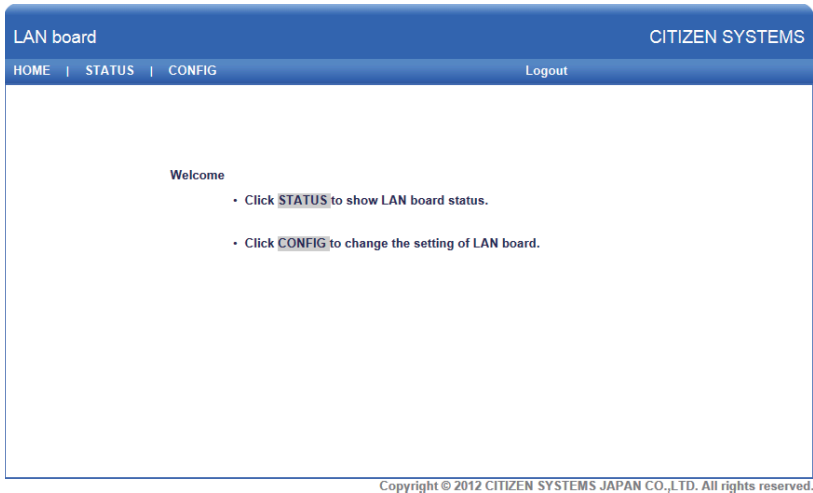 LAN board CITIZEN SYSTEMS
HOME | STATUS | CONFIG Logout
Welcome
• Click STATUS to show LAN board status.
• Click CONFIG to change the setting of LAN board.
Copyright © 2012 CITIZEN SYSTEMS JAPAN CO.,LTD. All rights reserved.